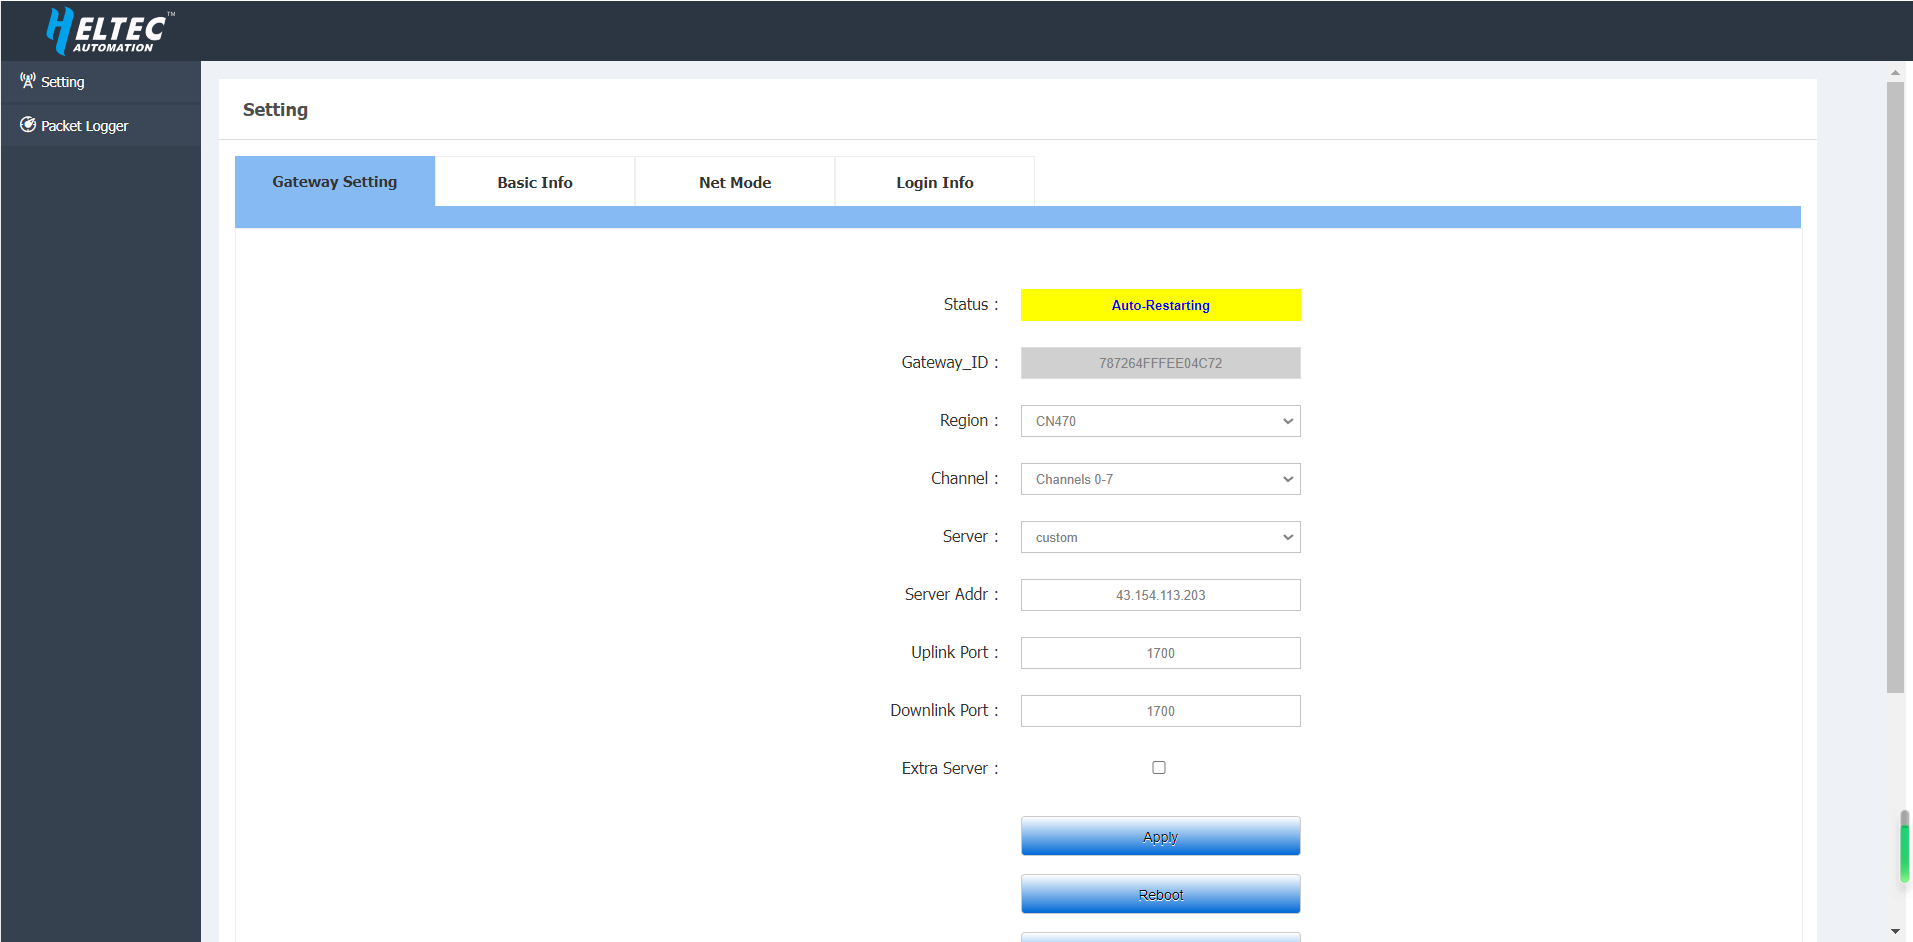 HELTEC™
AUTOMATION
Setting
Packet Logger
Setting
Gateway Setting
Basic Info
Net Mode
Login Info
Status : Auto-Restarting
Gateway_ID : 787264FFFEE04C72
Region : CN470
Channel : Channels 0-7
Server : custom
Server Addr : 43.154.113.203
Uplink Port : 1700
Downlink Port : 1700
Extra Server :
Apply
Reboot